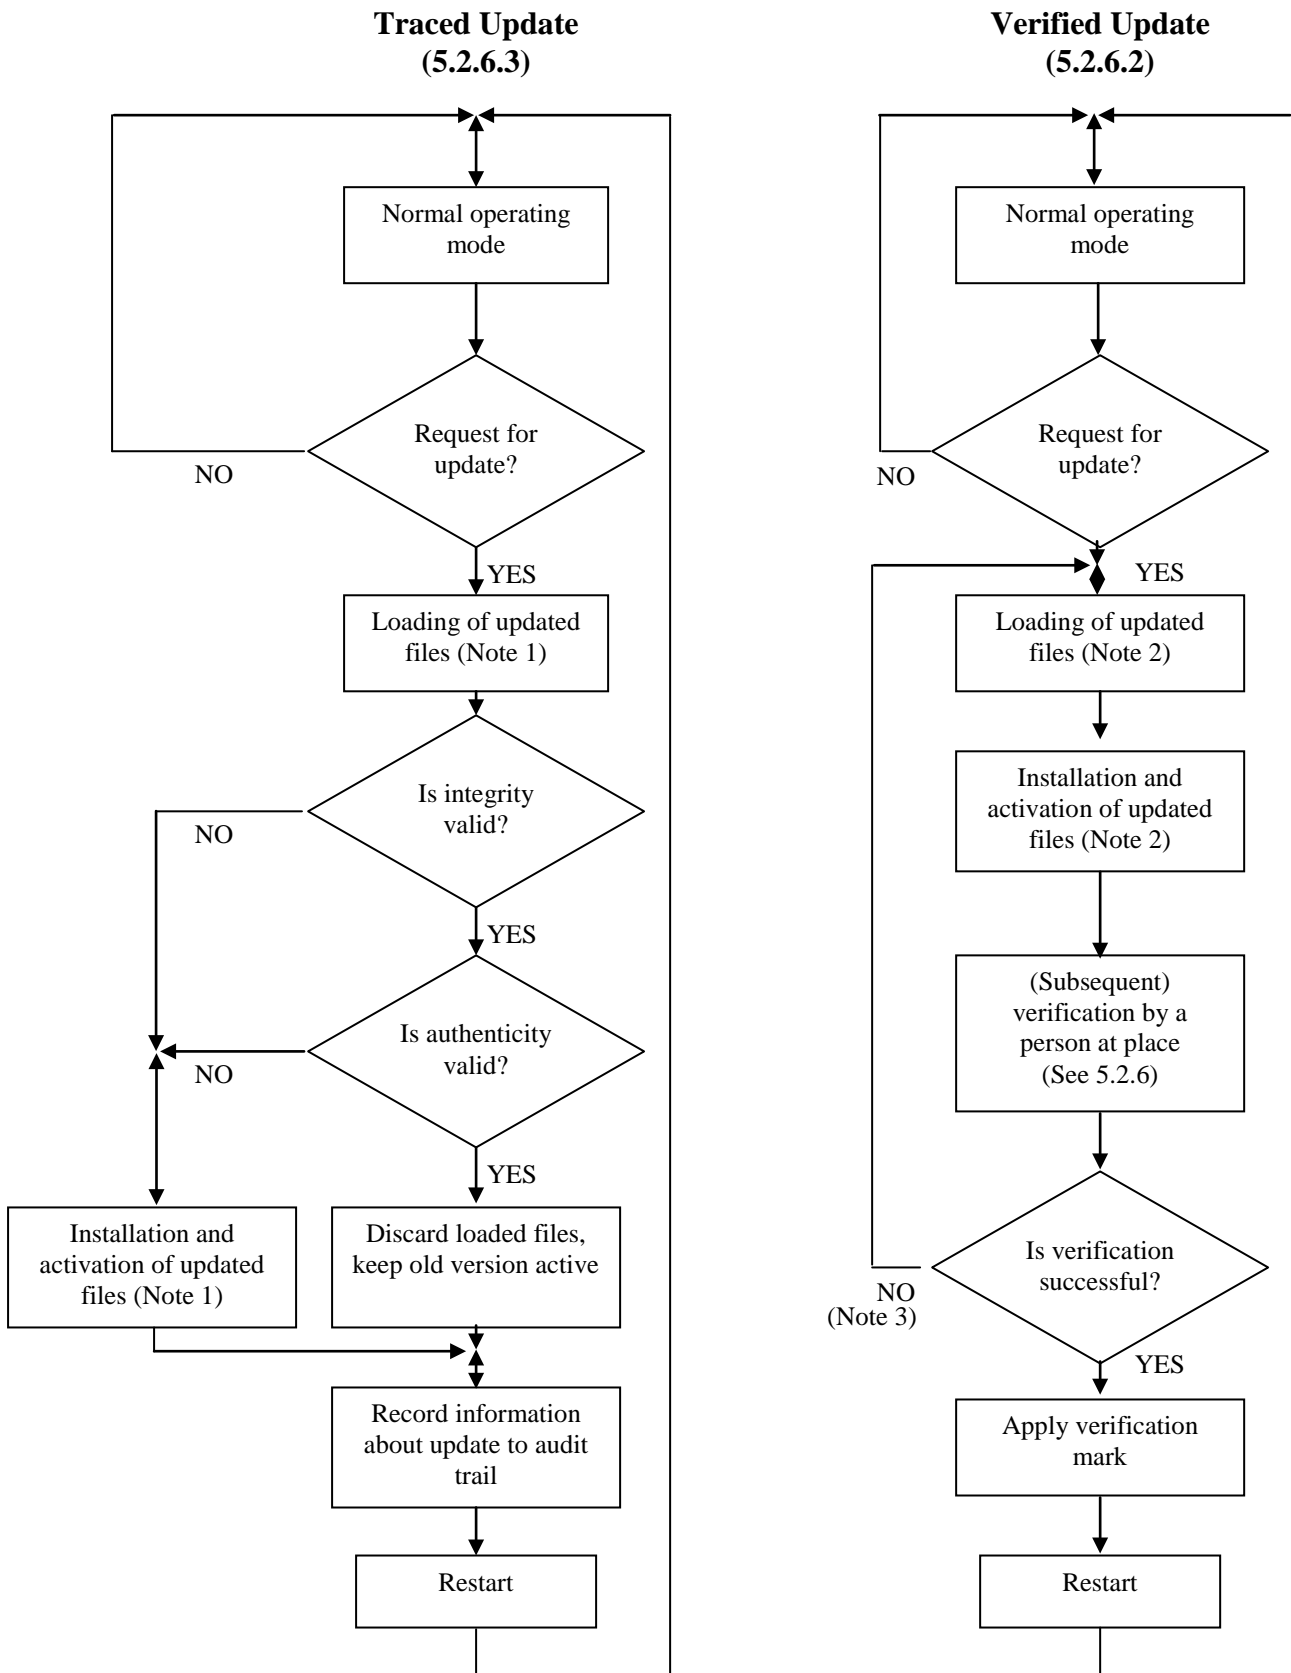 Traced Update
(5.2.6.3)
Normal operating
mode
Request for
update?
NO
YES
Loading of updated
files (Note 1)
Is integrity
valid?
NO
YES
Is authenticity
valid?
NO
YES
Installation and
activation of updated
files (Note 1)
Discard loaded files,
keep old version active
Record information
about update to audit
trail
Restart
Verified Update
(5.2.6.2)
Normal operating
mode
Request for
update?
NO
YES
Loading of updated
files (Note 2)
Installation and
activation of updated
files (Note 2)
(Subsequent)
verification by a
person at place
(See 5.2.6)
Is verification
successful?
NO
(Note 3)
YES
Apply verification
mark
Restart